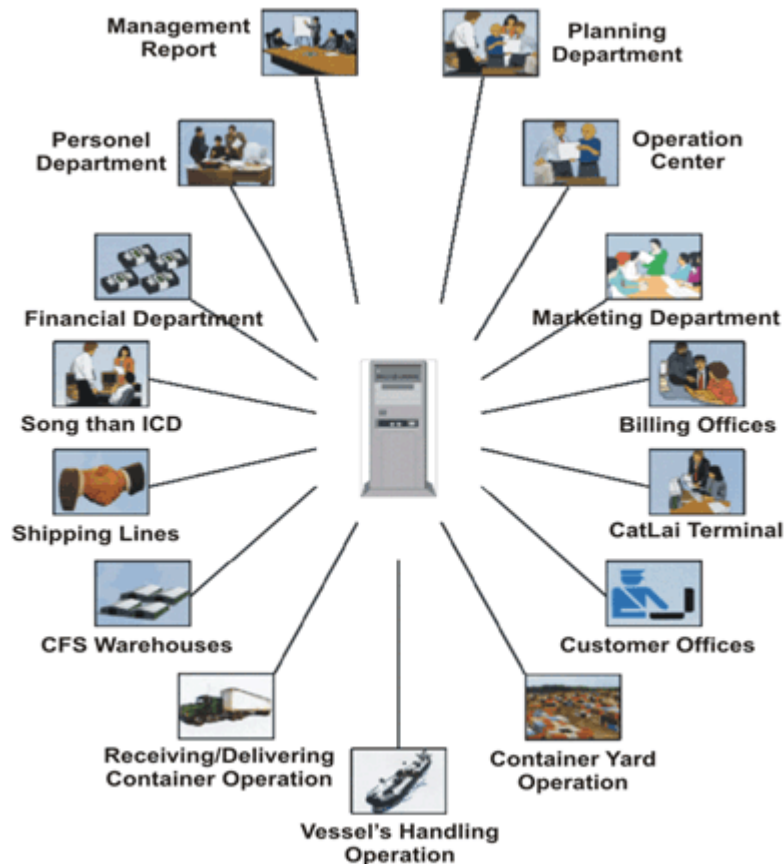 Management
Report
Planning
Department
Personel
Department
Operation
Center
Financial Department
Marketing Department
Song than ICD
Billing Offices
Shipping Lines
CatLai Terminal
CFS Warehouses
Customer Offices
Receiving/Delivering
Container Operation
Container Yard
Operation
Vessel's Handling
Operation